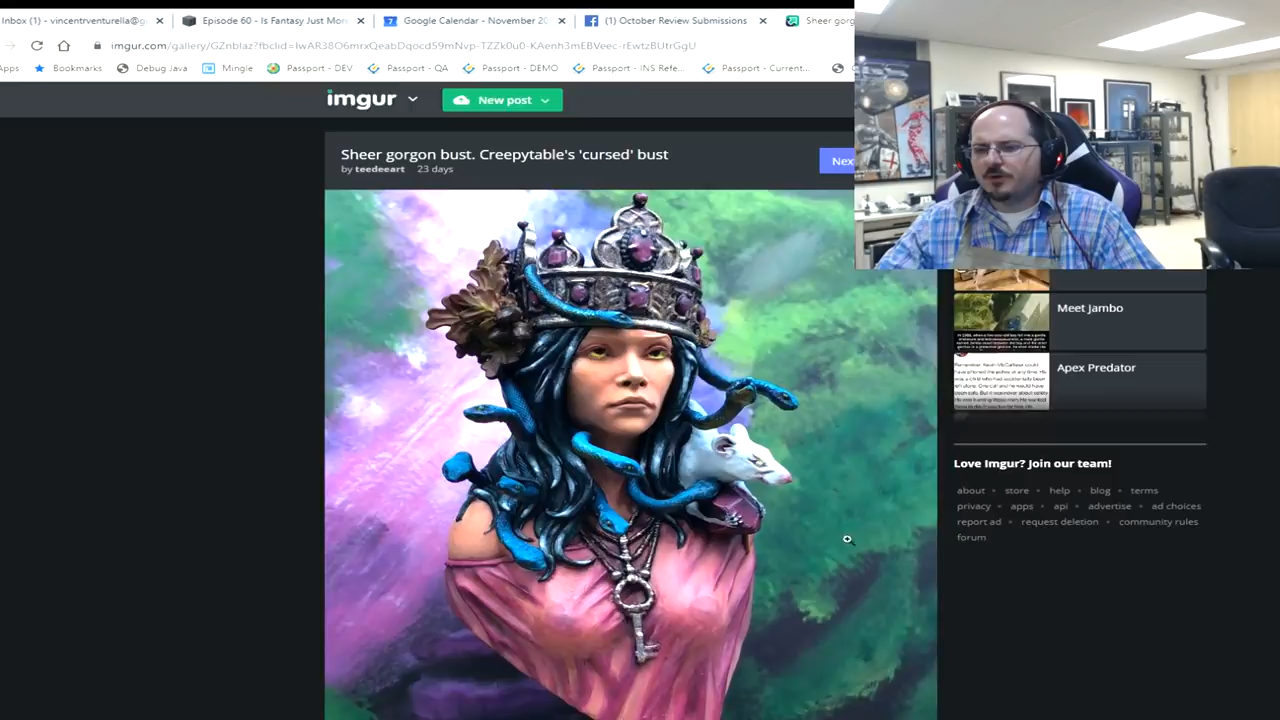 Inbox (1) - vincentrventurella@g
Episode 60 - Is Fantasy Just Mor
Google Calendar - November 20
(1) October Review Submissions
Sheer gorg
imgur.com/gallery/GZnblaz?fbclid=IwAR38O6mrxQeabDqocd59mNvp-TZZk0u0-KAenh3mEBVeec-rEwtzBUtrGgU
Apps
Bookmarks
Debug Java
Mingle
Passport - DEV
Passport - QA
Passport - DEMO
Passport - INS Refe...
Passport - Current...
imgur
New post
Sheer gorgon bust. Creepytable's 'cursed' bust
by teedeeart 23 days
Nex
Meet Jambo
Apex Predator
Love Imgur? Join our team!
about • store • help • blog • terms
privacy • apps • api • advertise • ad choices
report ad • request deletion • community rules
forum